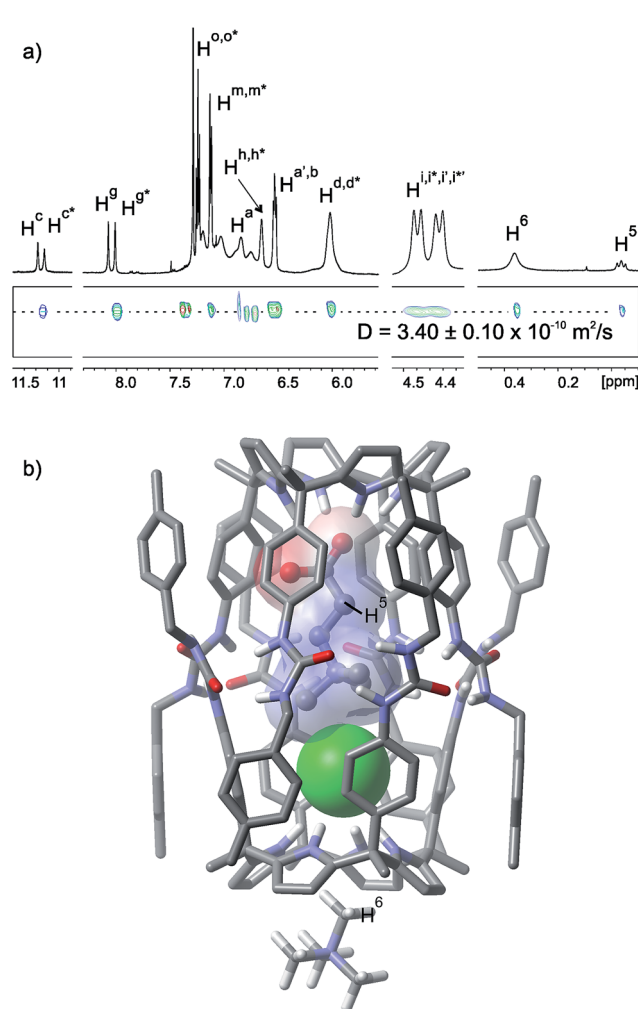 a)
H^o,o*
H^m,m*
H^h,h*
H^a',b
H^g
H^g*
H^a
H^d,d*
H^i,i*,i',i*'
H^c
H^c*
H^6
H^5
D = 3.40 ± 0.10 x 10^-10 m^2/s
11.5 11 8.0 7.5 7.0 6.5 6.0 4.5 4.4 0.4 0.2 [ppm]
b)
H^5
H^6